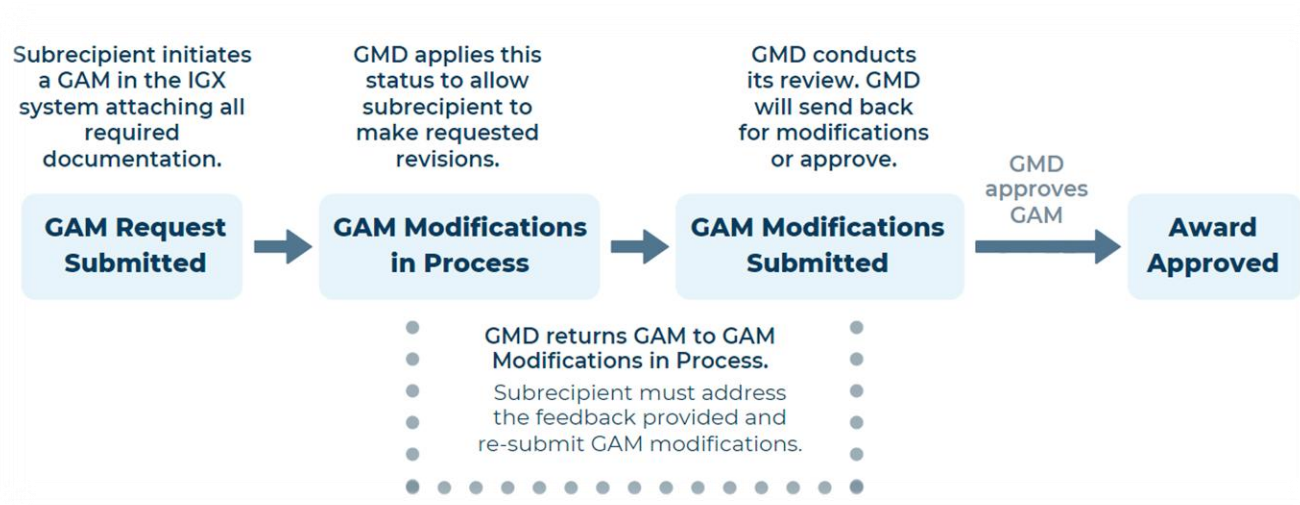 Subrecipient initiates
a GAM in the IGX
system attaching all
required
documentation.
GMD applies this
status to allow
subrecipient to
make requested
revisions.
GMD conducts
its review. GMD
will send back
for modifications
or approve.
GAM Request
Submitted
GAM Modifications
in Process
GAM Modifications
Submitted
GMD
approves
GAM
Award
Approved
GMD returns GAM to GAM
Modifications in Process.
Subrecipient must address
the feedback provided and
re-submit GAM modifications.